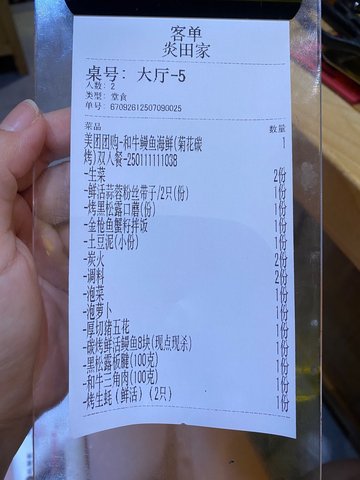 客单
炎田家
桌号: 大厅-5
人数: 2
类型: 堂食
单号: 67092612507090025
菜品 数量
美团团购-和牛鳗鱼海鲜(菊花碳 1
烤)双人餐-250111111038
-生菜 2份
-鲜活蒜蓉粉丝带子/2只(份) 1份
-烤黑松露口蘑(份) 1份
-金枪鱼蟹籽拌饭 1份
-土豆泥(小份) 1份
-炭火 2份
-调料 2份
-泡菜 1份
-泡萝卜 1份
-厚切猪五花 1份
-碳烤鲜活鳗鱼8块(现点现杀) 1份
-黑松露板腱(100克) 1份
-和牛三角肉(100克) 1份
-烤生蚝(鲜活)(2只) 1份